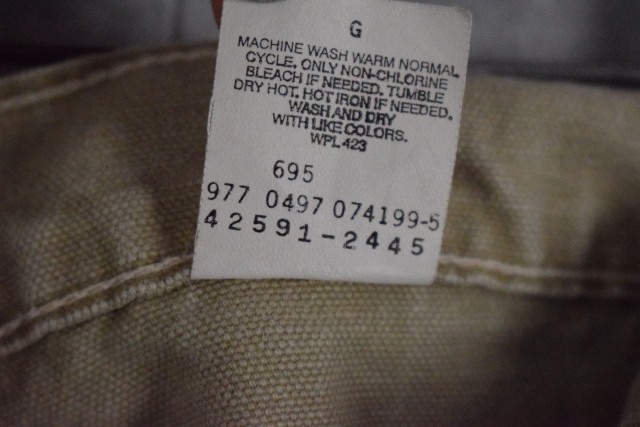 G
MACHINE WASH WARM NORMAL
CYCLE. ONLY NON-CHLORINE
BLEACH IF NEEDED. TUMBLE
DRY HOT. HOT IRON IF NEEDED.
WASH AND DRY
WITH LIKE COLORS.
WPL 423
695
977 0497 074199-5
42591-2445